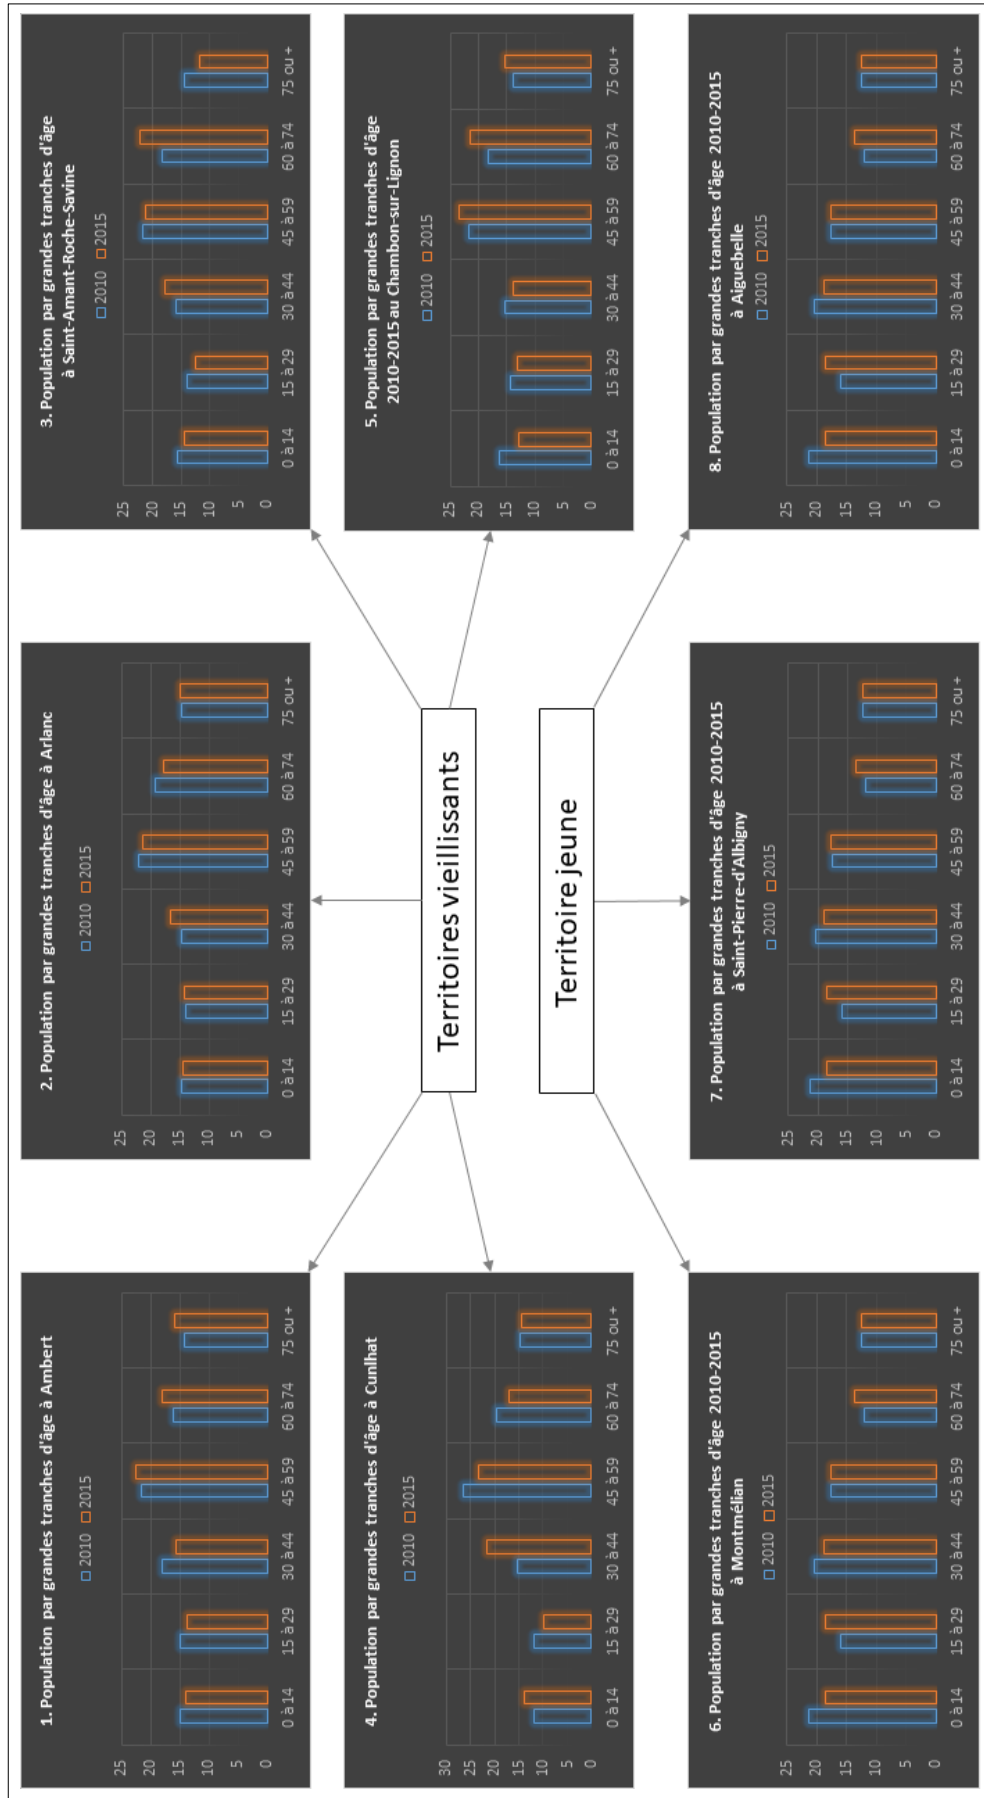 1. Population par grandes tranches d'âge à Ambert
2010 2015
25
20
15
10
5
0
0 à 14 15 à 29 30 à 44 45 à 59 60 à 74 75 ou +
2. Population par grandes tranches d'âge à Arlanc
2010 2015
25
20
15
10
5
0
0 à 14 15 à 29 30 à 44 45 à 59 60 à 74 75 ou +
3. Population par grandes tranches d'âge
à Saint-Amant-Roche-Savine
2010 2015
25
20
15
10
5
0
0 à 14 15 à 29 30 à 44 45 à 59 60 à 74 75 ou +
4. Population par grandes tranches d'âge à Cunlhat
2010 2015
30
25
20
15
10
5
0
0 à 14 15 à 29 30 à 44 45 à 59 60 à 74 75 ou +
Territoires vieillissants
5. Population par grandes tranches d'âge
2010-2015 au Chambon-sur-Lignon
2010 2015
25
20
15
10
5
0
0 à 14 15 à 29 30 à 44 45 à 59 60 à 74 75 ou +
Territoire jeune
6. Population par grandes tranches d'âge 2010-2015
à Montmélian
2010 2015
25
20
15
10
5
0
0 à 14 15 à 29 30 à 44 45 à 59 60 à 74 75 ou +
7. Population par grandes tranches d'âge 2010-2015
à Saint-Pierre-d'Albigny
2010 2015
25
20
15
10
5
0
0 à 14 15 à 29 30 à 44 45 à 59 60 à 74 75 ou +
8. Population par grandes tranches d'âge 2010-2015
à Aiguebelle
2010 2015
25
20
15
10
5
0
0 à 14 15 à 29 30 à 44 45 à 59 60 à 74 75 ou +